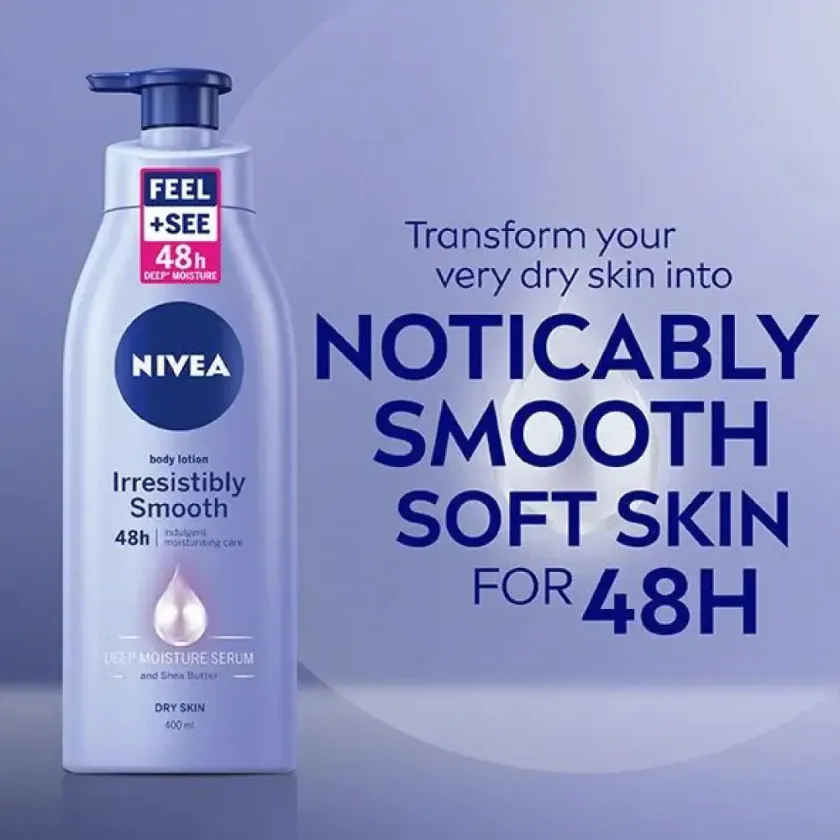 FEEL
+SEE
48h
DEEP* MOISTURE
NIVEA
body lotion
Irresistibly
Smooth
48h | indulgent
moisturising care
DEEP MOISTURE SERUM
and Shea Butter
DRY SKIN
400 ml
Transform your
very dry skin into
NOTICABLY
SMOOTH
SOFT SKIN
FOR 48H